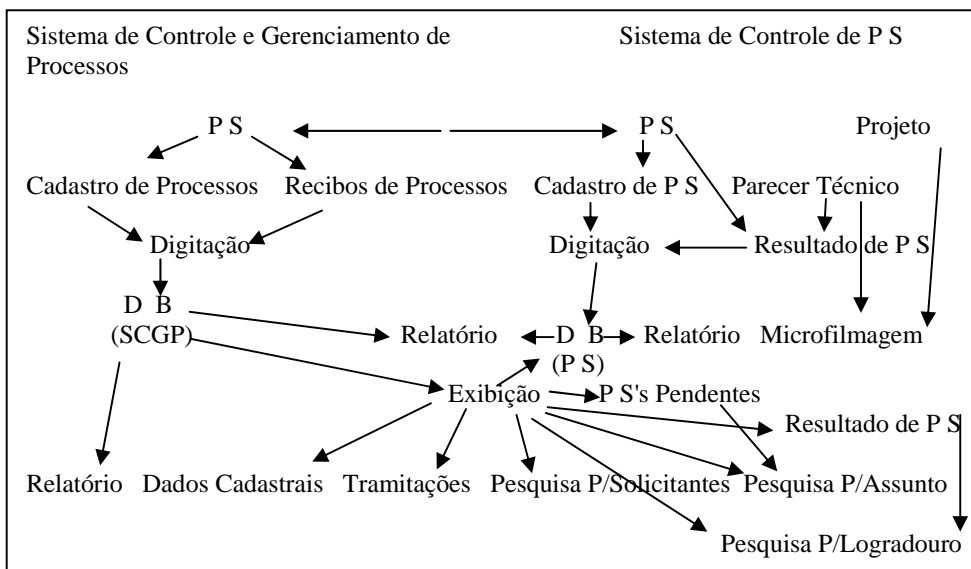 Sistema de Controle e Gerenciamento de Processos
Sistema de Controle de P S
P S
P S
Projeto
Cadastro de Processos
Recibos de Processos
Cadastro de P S
Parecer Técnico
Digitação
Digitação
Resultado de P S
D B
(SCGP)
Relatório
D B
(P S)
Relatório
Microfilmagem
Exibição
P S's Pendentes
Resultado de P S
Relatório
Dados Cadastrais
Tramitações
Pesquisa P/Solicitantes
Pesquisa P/Assunto
Pesquisa P/Logradouro